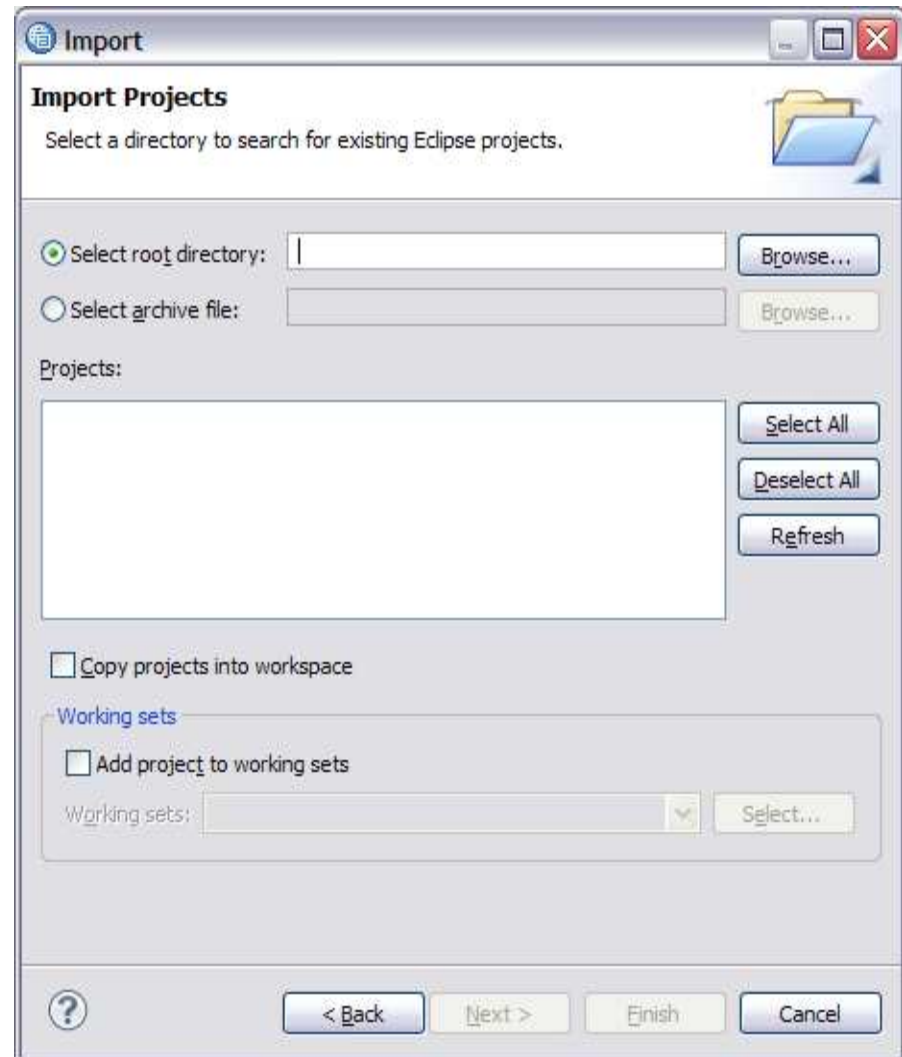 Import
Import Projects
Select a directory to search for existing Eclipse projects.
Select root directory:
Browse...
Select archive file:
Browse...
Projects:
Select All
Deselect All
Refresh
Copy projects into workspace
Working sets
Add project to working sets
Working sets:
Select...
?
< Back
Next >
Finish
Cancel